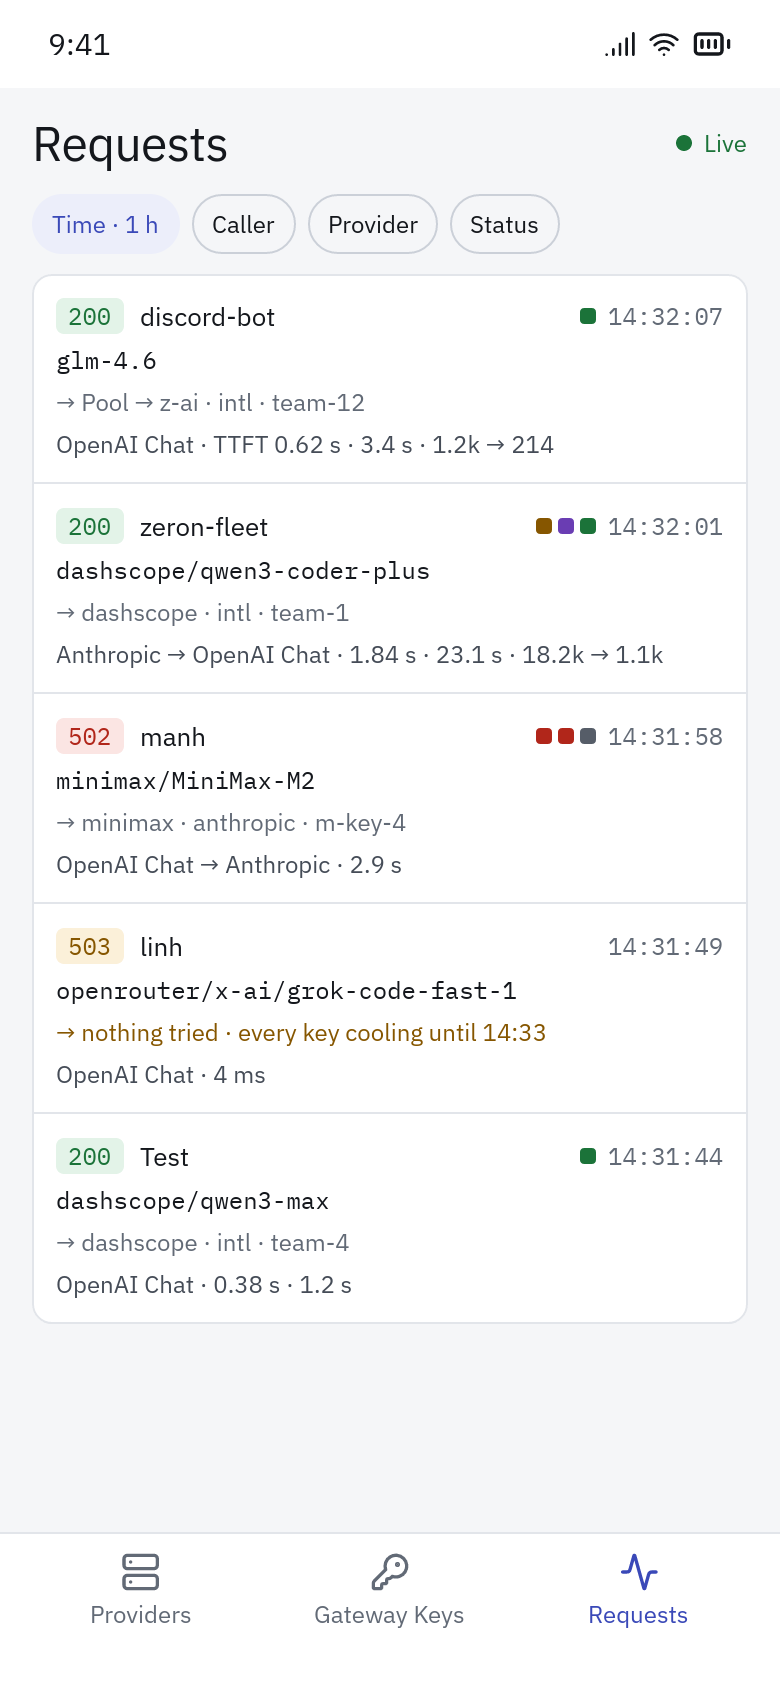 9:41
Requests
Live
Time · 1 h
Caller
Provider
Status
200 discord-bot 14:32:07
glm-4.6
→ Pool → z-ai · intl · team-12
OpenAI Chat · TTFT 0.62 s · 3.4 s · 1.2k → 214
200 zeron-fleet 14:32:01
dashscope/qwen3-coder-plus
→ dashscope · intl · team-1
Anthropic → OpenAI Chat · 1.84 s · 23.1 s · 18.2k → 1.1k
502 manh 14:31:58
minimax/MiniMax-M2
→ minimax · anthropic · m-key-4
OpenAI Chat → Anthropic · 2.9 s
503 linh 14:31:49
openrouter/x-ai/grok-code-fast-1
→ nothing tried · every key cooling until 14:33
OpenAI Chat · 4 ms
200 Test 14:31:44
dashscope/qwen3-max
→ dashscope · intl · team-4
OpenAI Chat · 0.38 s · 1.2 s
Providers
Gateway Keys
Requests